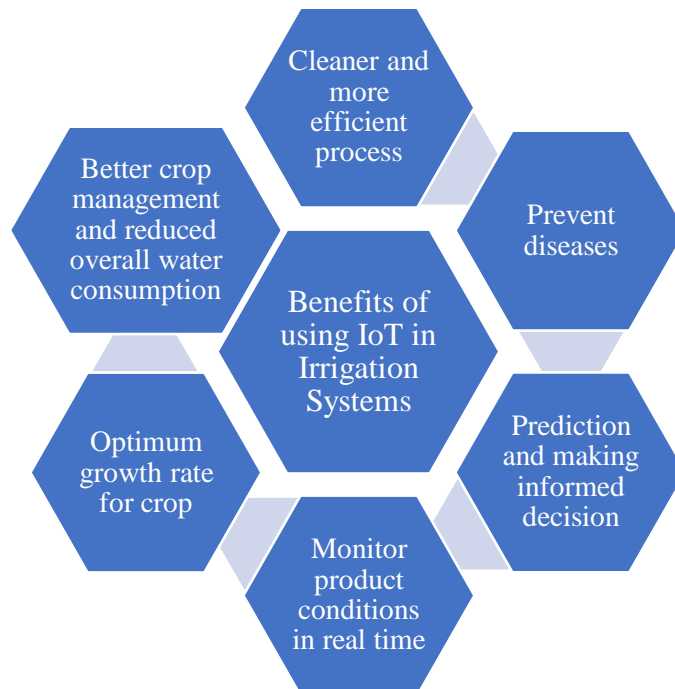 Cleaner and
more
efficient
process
Prevent
diseases
Prediction
and making
informed
decision
Monitor
product
conditions
in real time
Optimum
growth rate
for crop
Better crop
management
and reduced
overall water
consumption
Benefits of
using IoT in
Irrigation
Systems